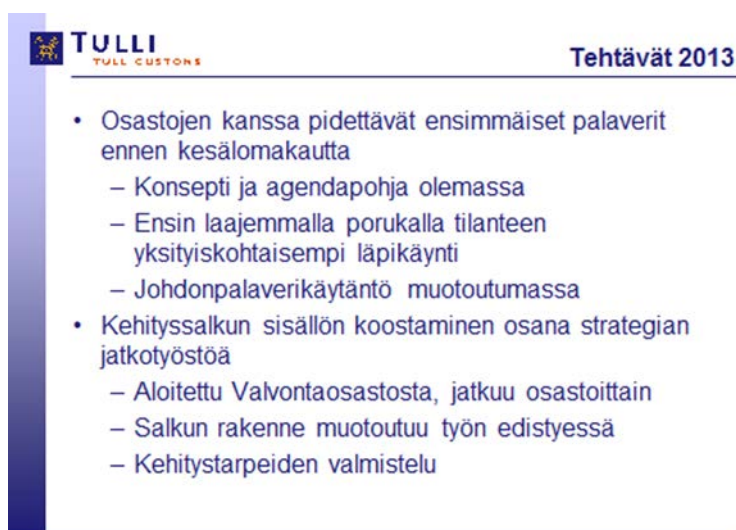 TULLI
TULL CUSTOMS
Tehtävät 2013
• Osastojen kanssa pidettävät ensimmäiset palaverit
ennen kesälomakautta
– Konsepti ja agendapohja olemassa
– Ensin laajemmalla porukalla tilanteen
yksityiskohtaisempi läpikäynti
– Johdonpalaverikäytäntö muotoutumassa
• Kehityssalkun sisällön koostaminen osana strategian
jatkotyöstöä
– Aloitettu Valvontaosastosta, jatkuu osastoittain
– Salkun rakenne muotoutuu työn edistyessä
– Kehitystarpeiden valmistelu